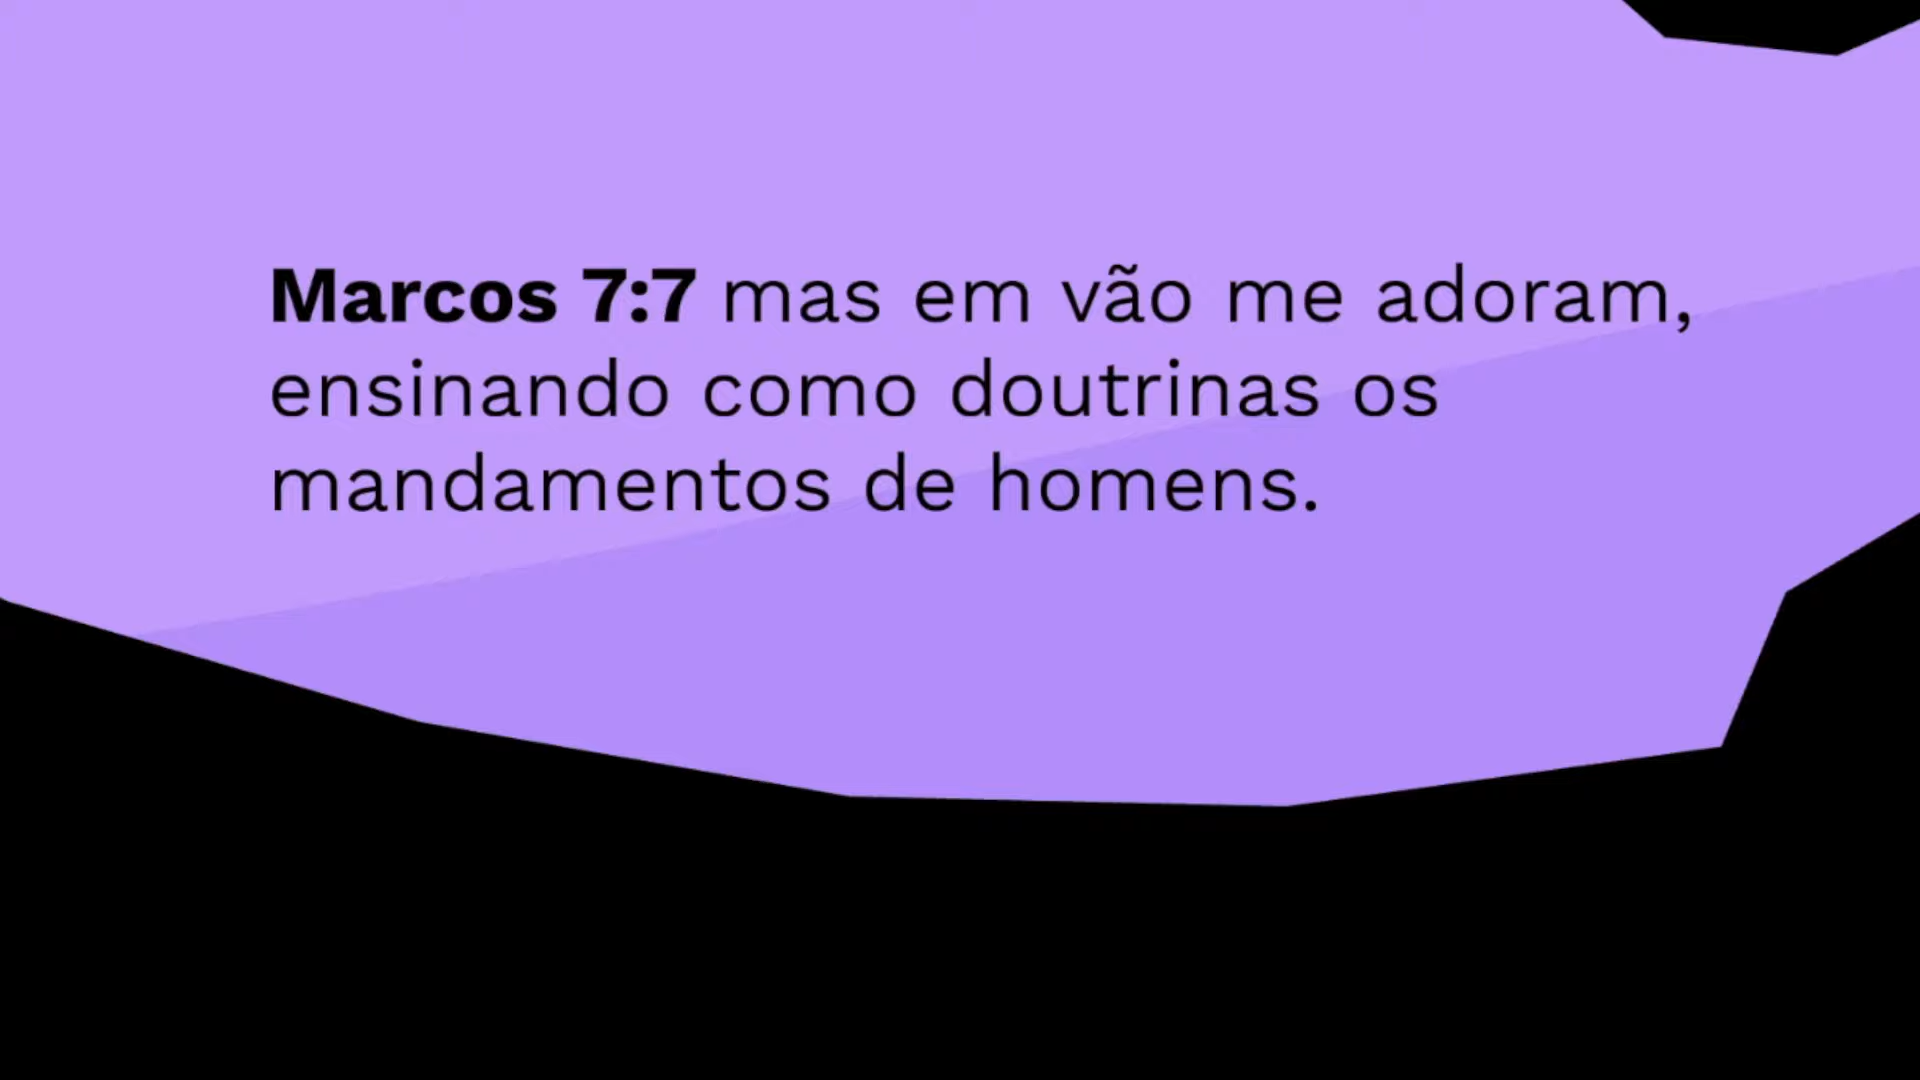 Marcos 7:7 mas em vão me adoram,
ensinando como doutrinas os
mandamentos de homens.